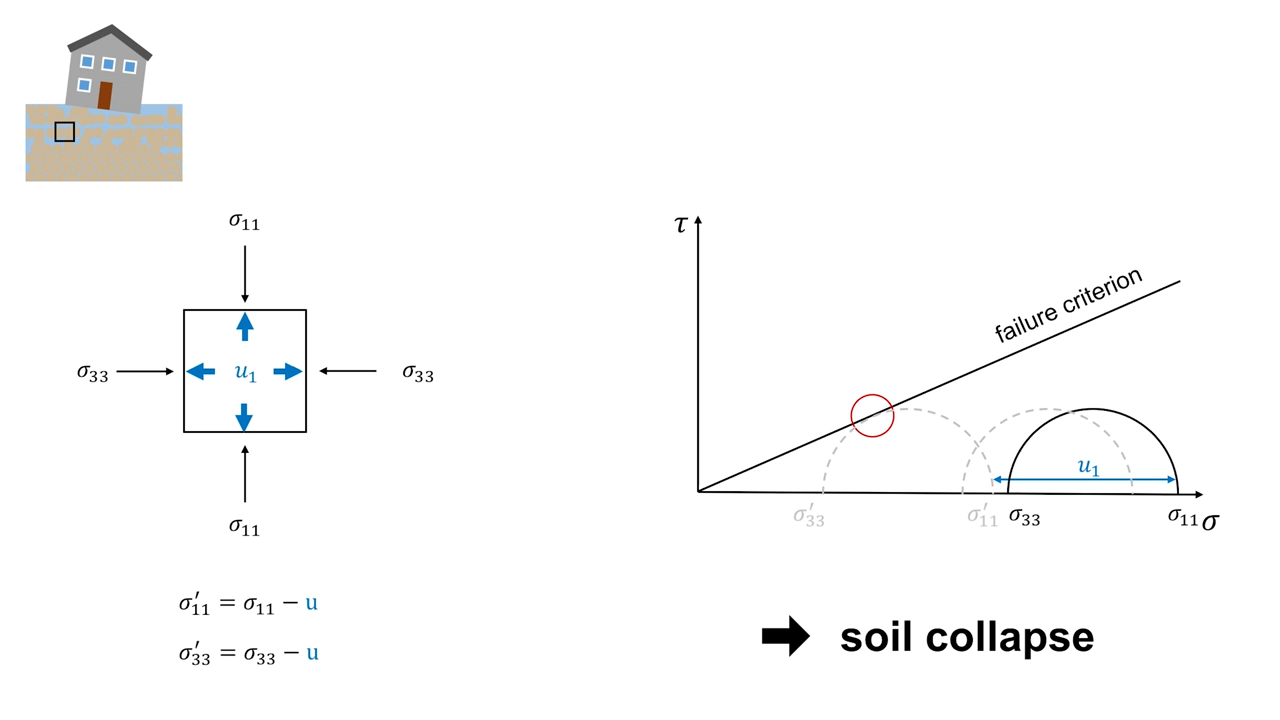 σ₁₁
σ₃₃ u₁ σ₃₃
σ₁₁
σ′₁₁ = σ₁₁ − u
σ′₃₃ = σ₃₃ − u
τ
failure criterion
u₁
σ′₃₃ σ′₁₁ σ₃₃ σ₁₁ σ
soil collapse